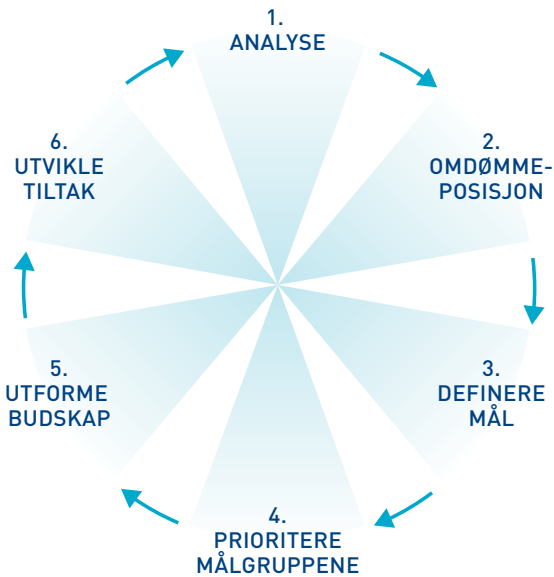 1.
ANALYSE
2.
OMDØMME-
POSISJON
3.
DEFINERE
MÅL
4.
PRIORITERE
MÅLGRUPPENE
5.
UTFORME
BUDSKAP
6.
UTVIKLE
TILTAK